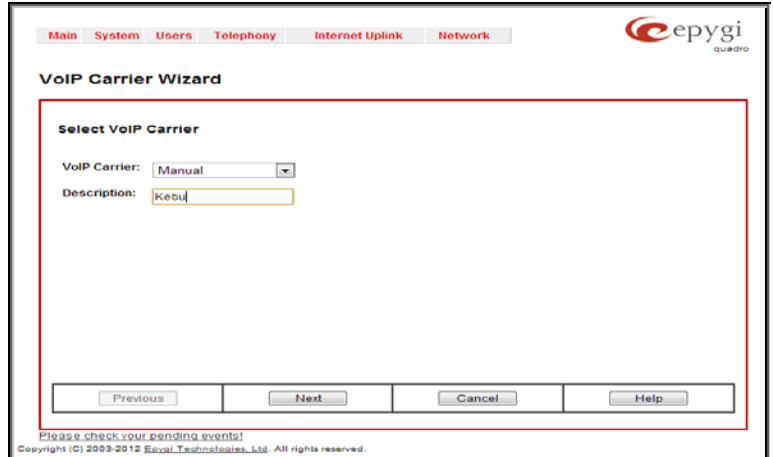 Main System Users Telephony Internet Uplink Network
epygi
quadro
VoIP Carrier Wizard
Select VoIP Carrier
VoIP Carrier: Manual
Description: Kebu
Previous Next Cancel Help
Please check your pending events!
Copyright (C) 2003-2012 Epygi Technologies, Ltd. All rights reserved.